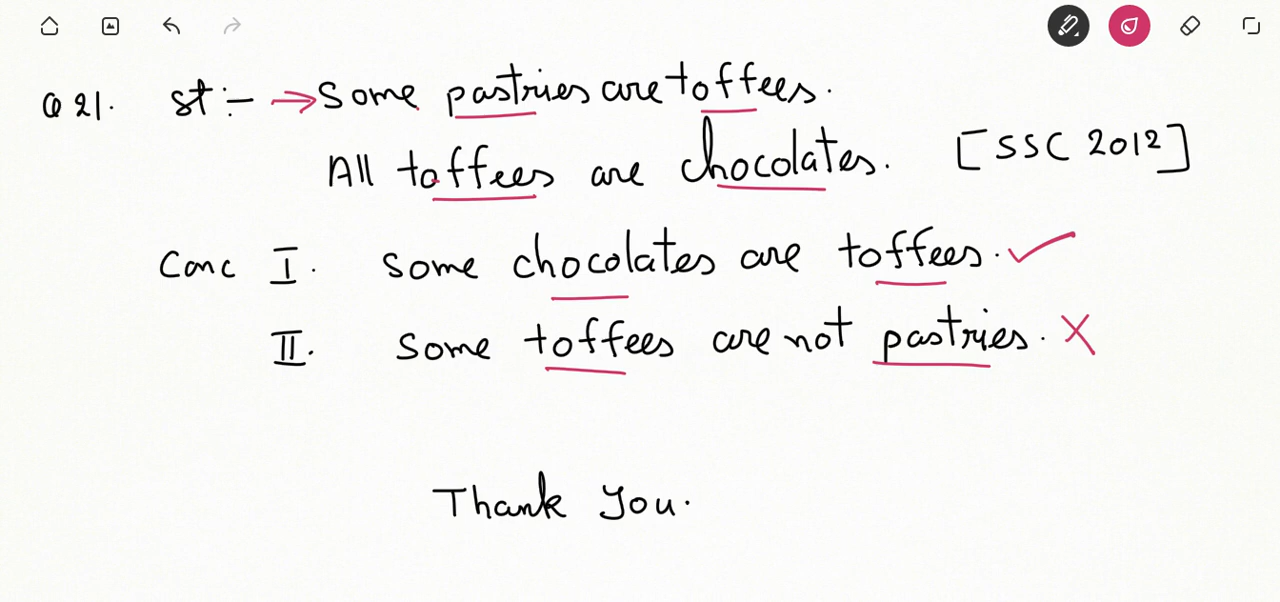 Q 21. St :- → Some pastries are toffees.
All toffees are chocolates. [SSC 2012]
Conc I. Some chocolates are toffees. ✓
II. Some toffees are not pastries. ✗
Thank You.